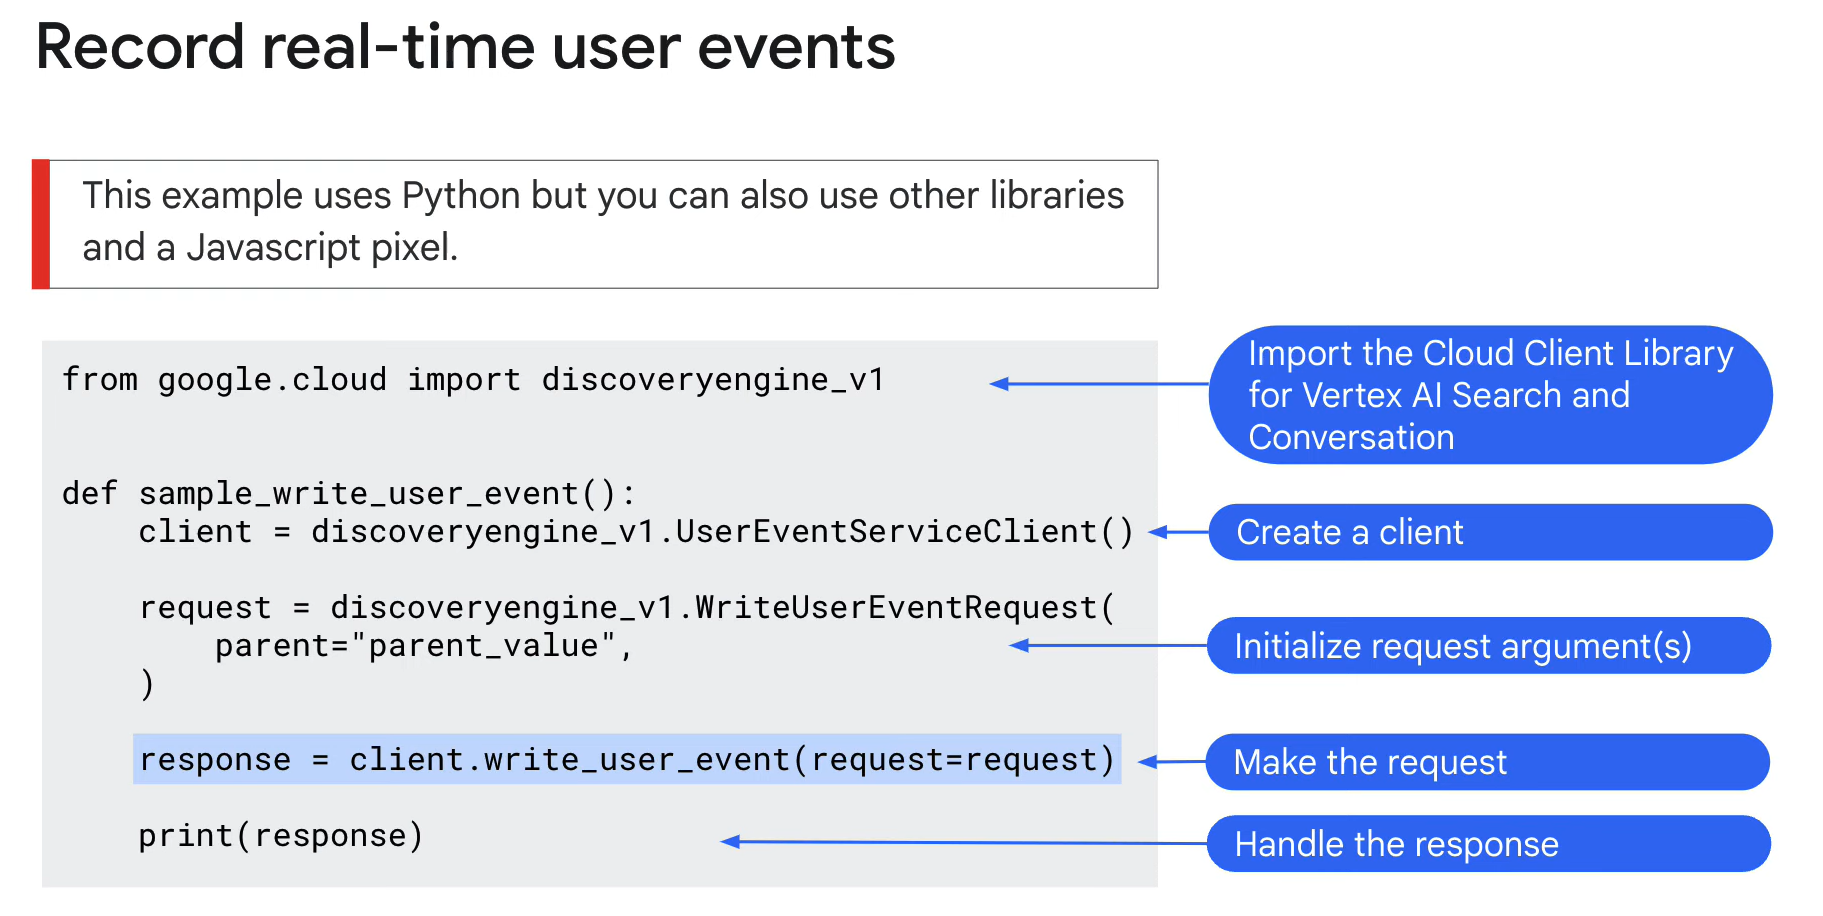 Record real-time user events
This example uses Python but you can also use other libraries
and a Javascript pixel.
from google.cloud import discoveryengine_v1
Import the Cloud Client Library
for Vertex AI Search and
Conversation
def sample_write_user_event():
    client = discoveryengine_v1.UserEventServiceClient()
Create a client
    request = discoveryengine_v1.WriteUserEventRequest(
        parent="parent_value",
    )
Initialize request argument(s)
    response = client.write_user_event(request=request)
Make the request
    print(response)
Handle the response